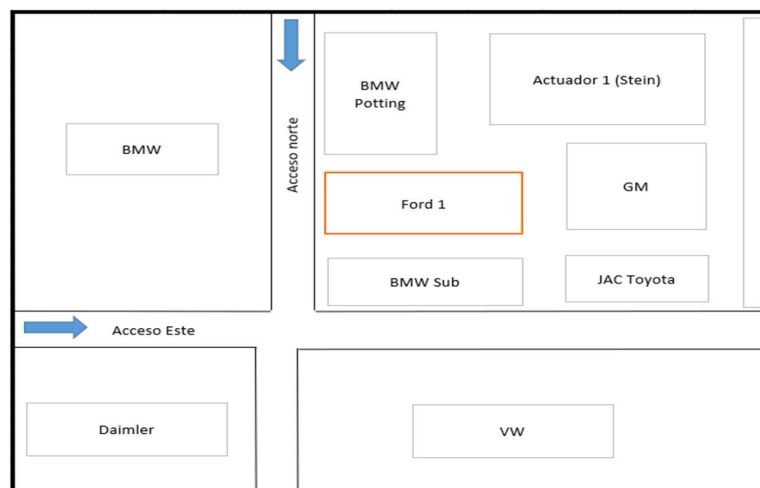 BMW
Potting
Actuador 1 (Stein)
Acceso norte
BMW
GM
Ford 1
BMW Sub
JAC Toyota
Acceso Este
Daimler
VW